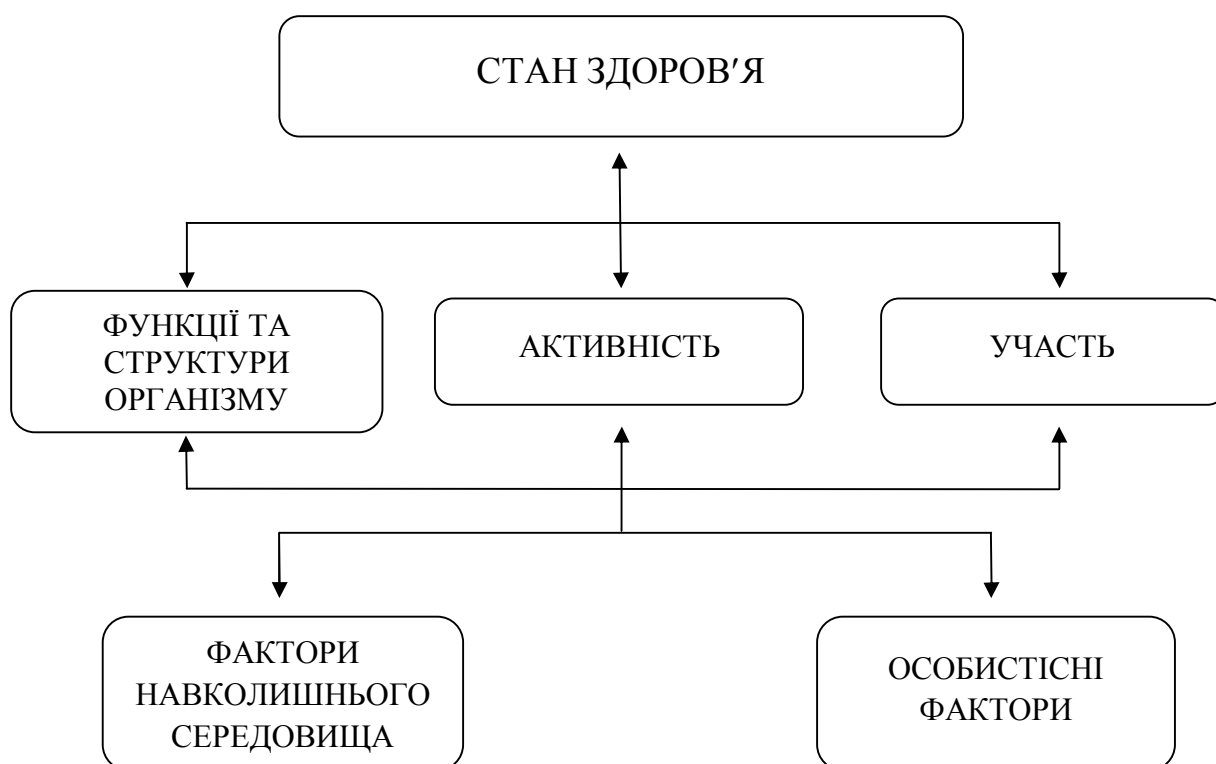 СТАН ЗДОРОВ′Я
ФУНКЦІЇ ТА
СТРУКТУРИ
ОРГАНІЗМУ
АКТИВНІСТЬ
УЧАСТЬ
ФАКТОРИ
НАВКОЛИШНЬОГО
СЕРЕДОВИЩА
ОСОБИСТІСНІ
ФАКТОРИ